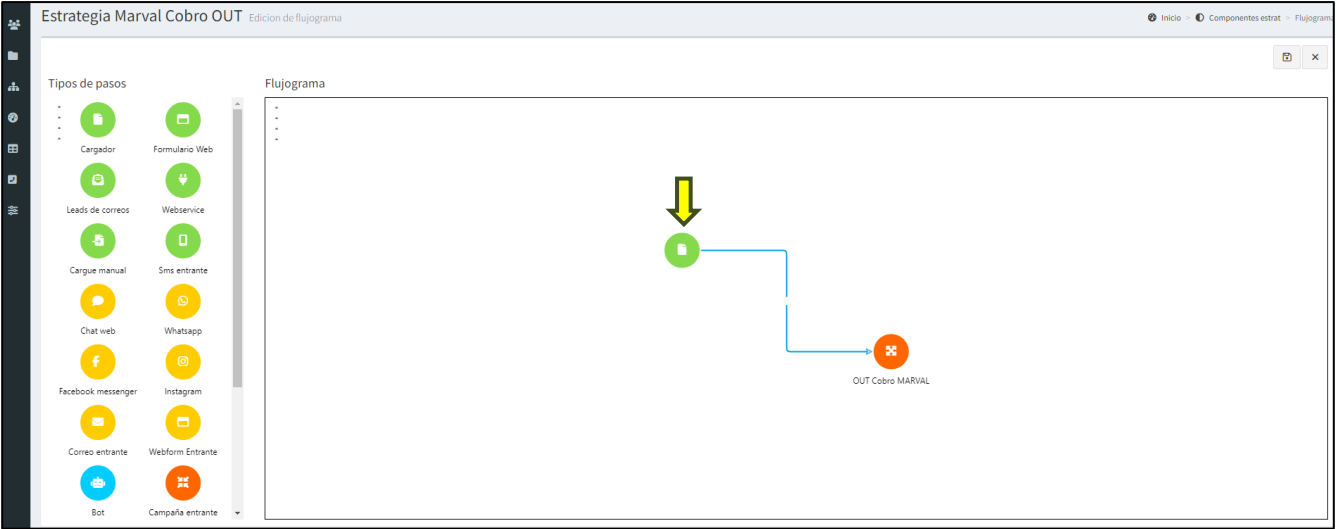 Estrategia Marval Cobro OUT Edicion de flujograma
Inicio > Componentes estrat > Flujograma
Tipos de pasos
Flujograma
Cargador
Formulario Web
Leads de correos
Webservice
Cargue manual
Sms entrante
Chat web
Whatsapp
Facebook messenger
Instagram
Correo entrante
Webform Entrante
Bot
Campaña entrante
OUT Cobro MARVAL